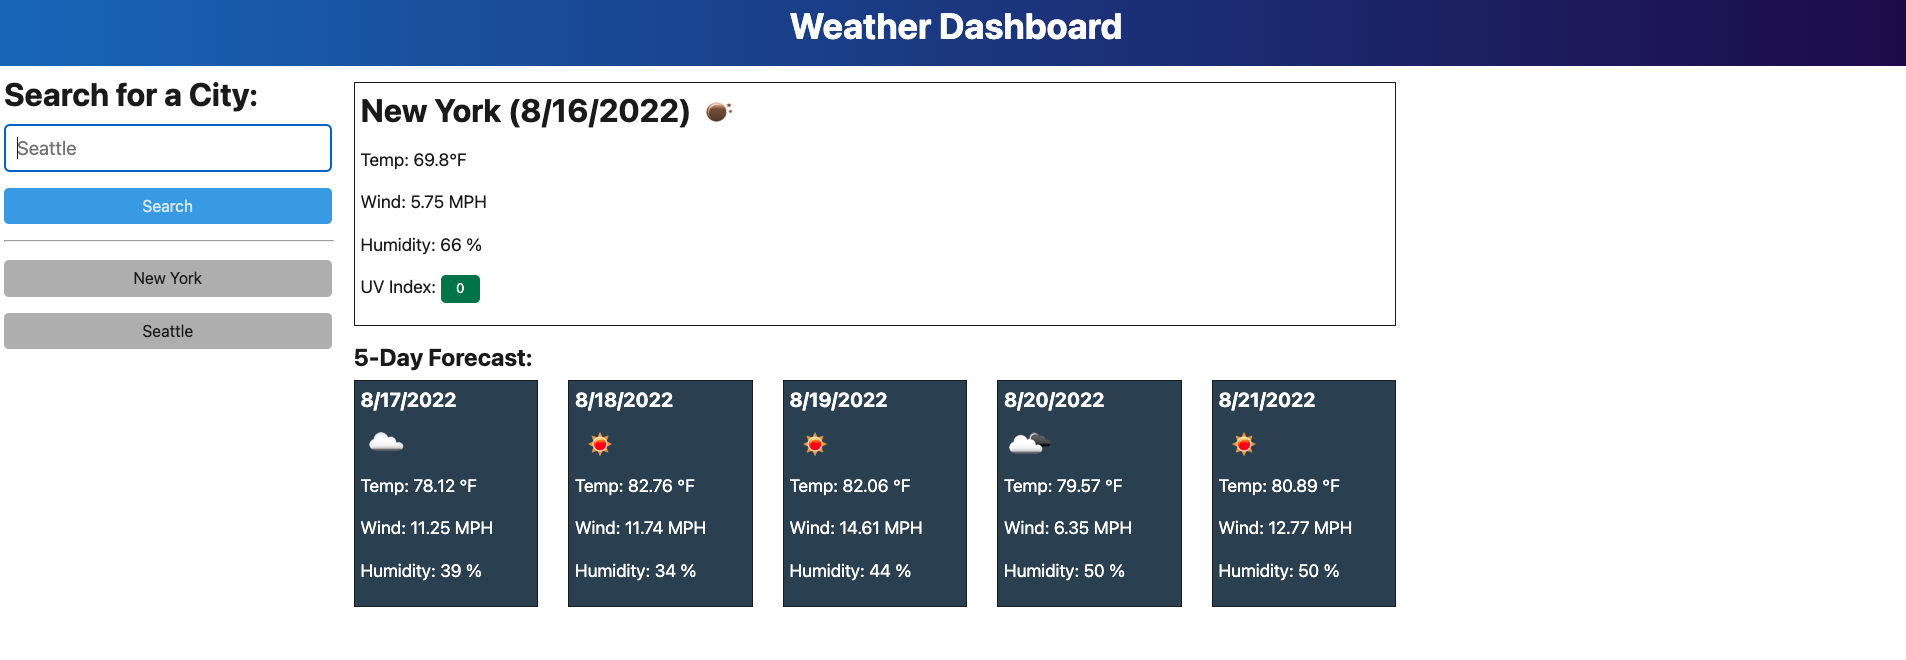 Weather Dashboard
Search for a City:
Seattle
Search
New York
Seattle
New York (8/16/2022)
Temp: 69.8°F
Wind: 5.75 MPH
Humidity: 66 %
UV Index: 0
5-Day Forecast:
8/17/2022
Temp: 78.12 °F
Wind: 11.25 MPH
Humidity: 39 %
8/18/2022
Temp: 82.76 °F
Wind: 11.74 MPH
Humidity: 34 %
8/19/2022
Temp: 82.06 °F
Wind: 14.61 MPH
Humidity: 44 %
8/20/2022
Temp: 79.57 °F
Wind: 6.35 MPH
Humidity: 50 %
8/21/2022
Temp: 80.89 °F
Wind: 12.77 MPH
Humidity: 50 %